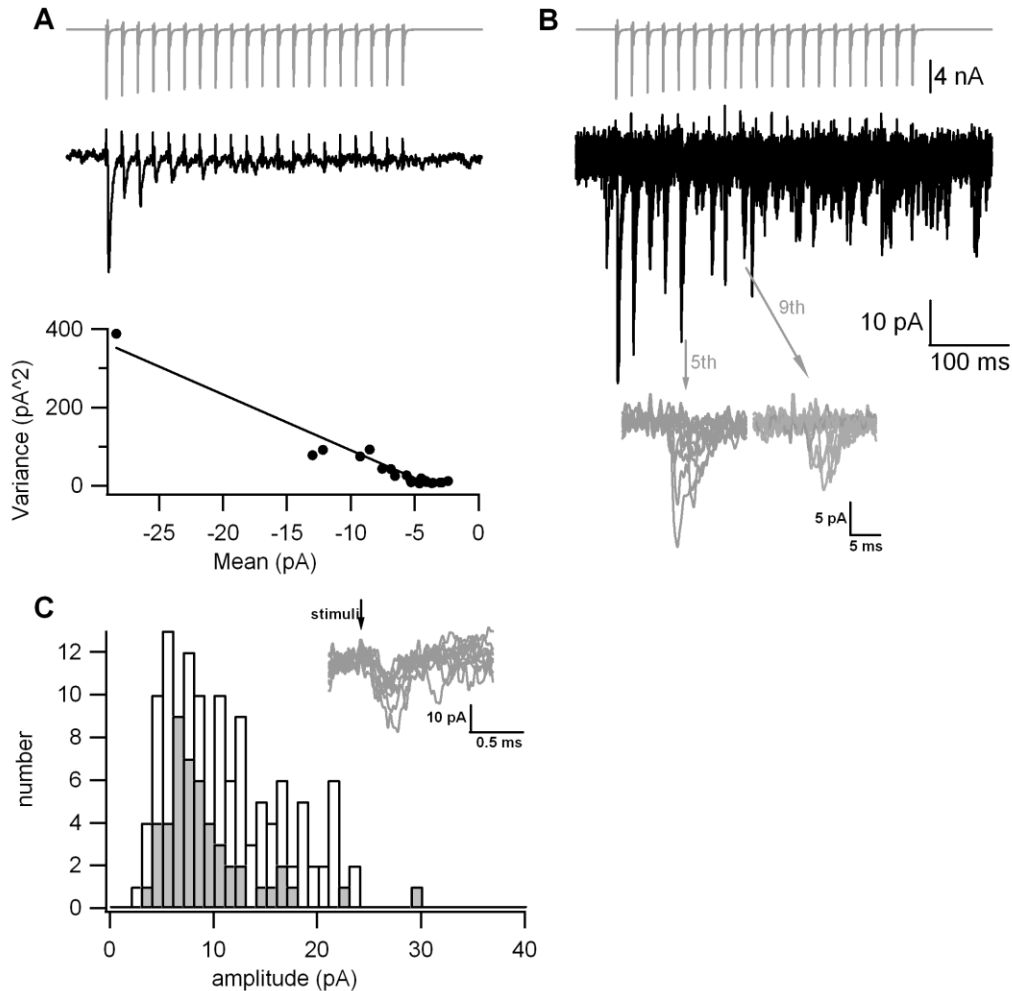 A
B
4 nA
10 pA
100 ms
5th
9th
5 pA
5 ms
Variance (pA^2)
400
200
0
-25
-20
-15
-10
-5
0
Mean (pA)
C
stimuli
10 pA
0.5 ms
number
12
10
8
6
4
2
0
0
10
20
30
40
amplitude (pA)